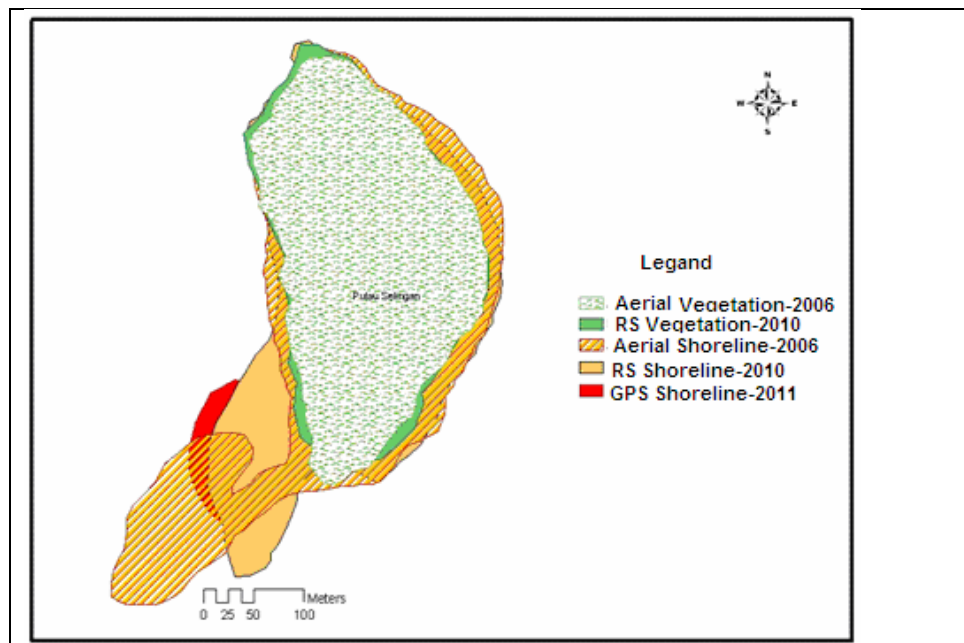 N
W E
S
Legand
Pulau Selingan
Aerial Vegetation-2006
RS Vegetation-2010
Aerial Shoreline-2006
RS Shoreline-2010
GPS Shoreline-2011
Meters
0 25 50 100